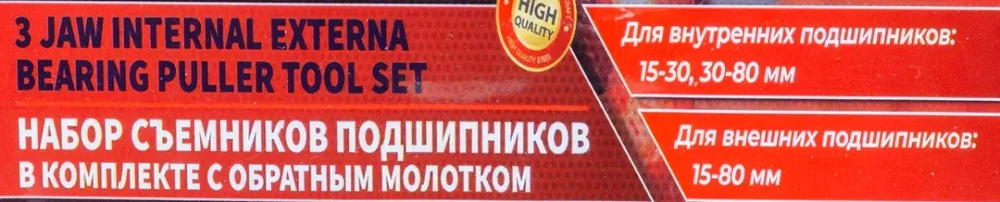 3 JAW INTERNAL EXTERNA
BEARING PULLER TOOL SET
НАБОР СЪЕМНИКОВ ПОДШИПНИКОВ
В КОМПЛЕКТЕ С ОБРАТНЫМ МОЛОТКОМ
HIGH
QUALITY
Для внутренних подшипников:
15-30, 30-80 мм
Для внешних подшипников:
15-80 мм